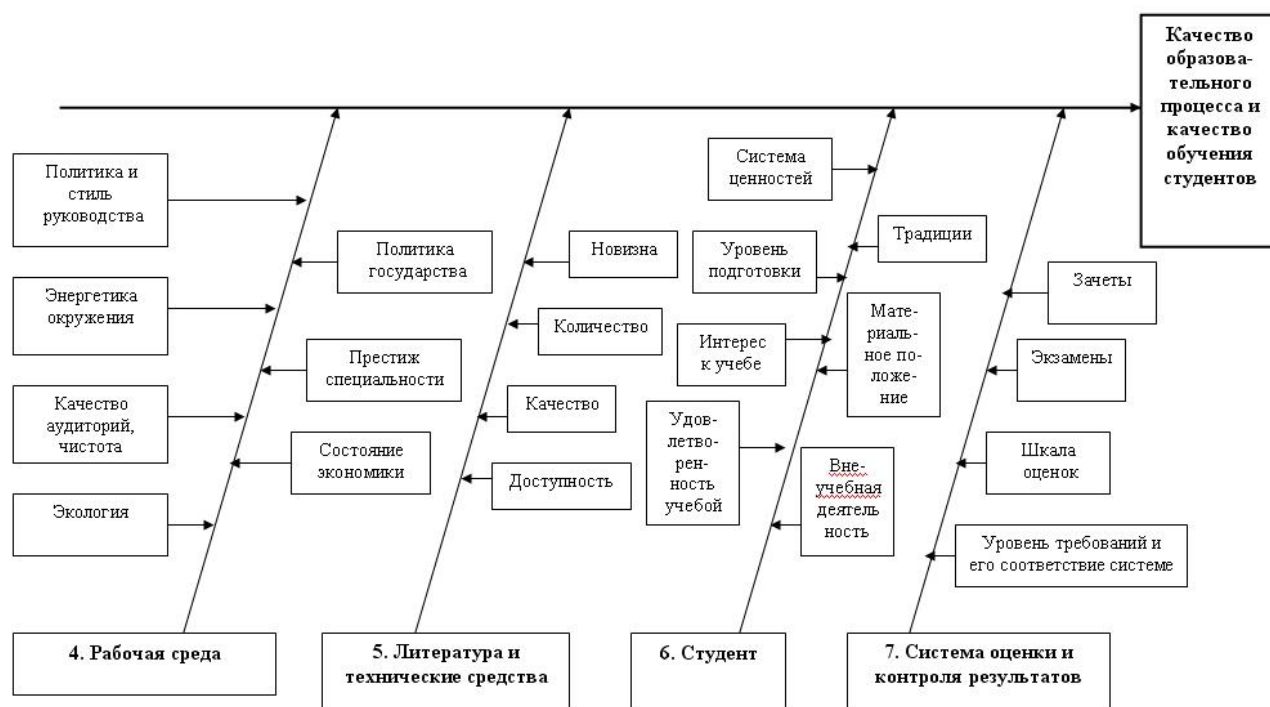 Качество
образова-
тельного
процесса и
качество
обучения
студентов
Политика и
стиль
руководства
Энергетика
окружения
Качество
аудиторий,
чистота
Экология
Политика
государства
Престиж
специальности
Состояние
экономики
Новизна
Количество
Качество
Доступность
Система
ценностей
Уровень
подготовки
Интерес
к учебе
Удов-
летво-
рен-
ность
учебой
Традиции
Мате-
риаль-
ное по-
ложе-
ние
Вне-
учебная
деятель
ность
Зачеты
Экзамены
Шкала
оценок
Уровень требований и
его соответствие системе
4. Рабочая среда
5. Литература и
технические средства
6. Студент
7. Система оценки и
контроля результатов